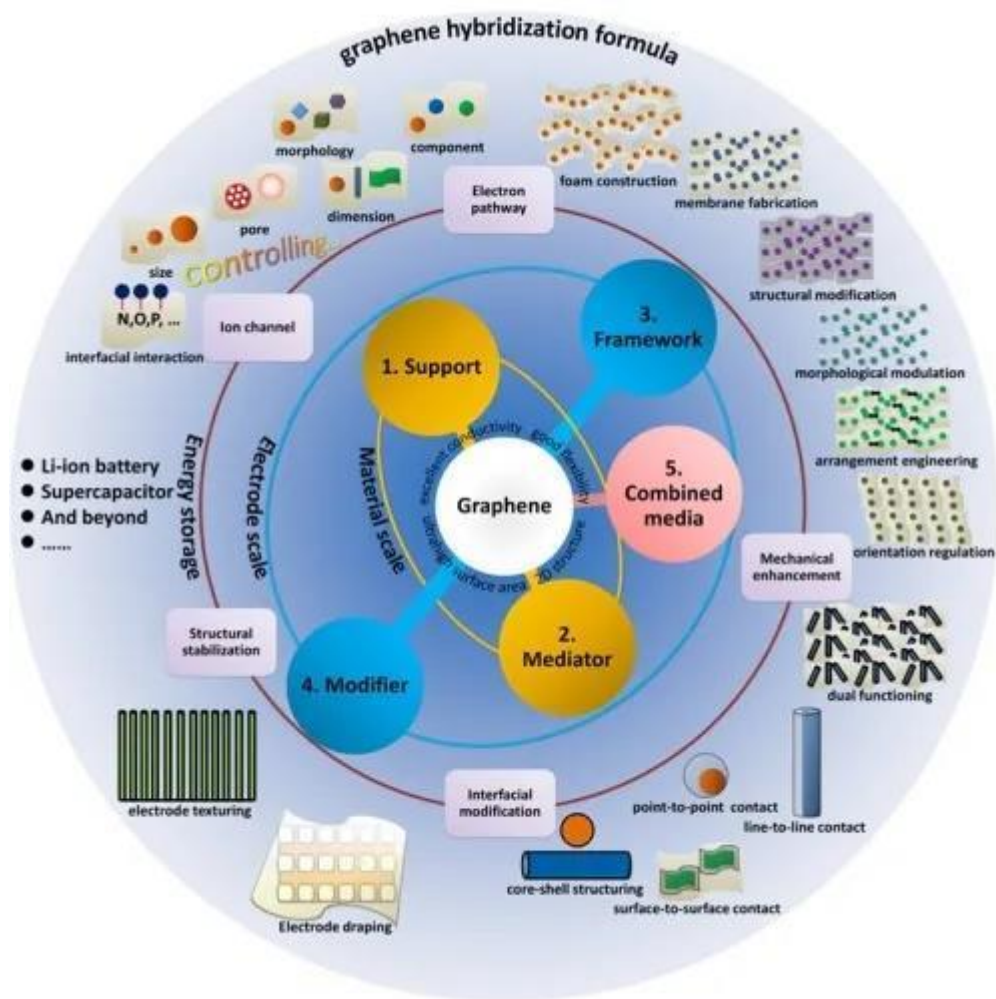 graphene hybridization formula
morphology
component
foam construction
membrane fabrication
pore
dimension
Electron
pathway
size
controlling
structural modification
N,O,P, ...
interfacial interaction
Ion channel
1. Support
3.
Framework
morphological modulation
arrangement engineering
Li-ion battery
Supercapacitor
And beyond
......
Energy storage
Electrode scale
Material scale
excellent conductivity
good flexibility
Graphene
ultrahigh surface area
2D structure
5.
Combined
media
orientation regulation
Mechanical
enhancement
Structural
stabilization
4. Modifier
2.
Mediator
dual functioning
electrode texturing
Interfacial
modification
point-to-point contact
line-to-line contact
core-shell structuring
surface-to-surface contact
Electrode draping